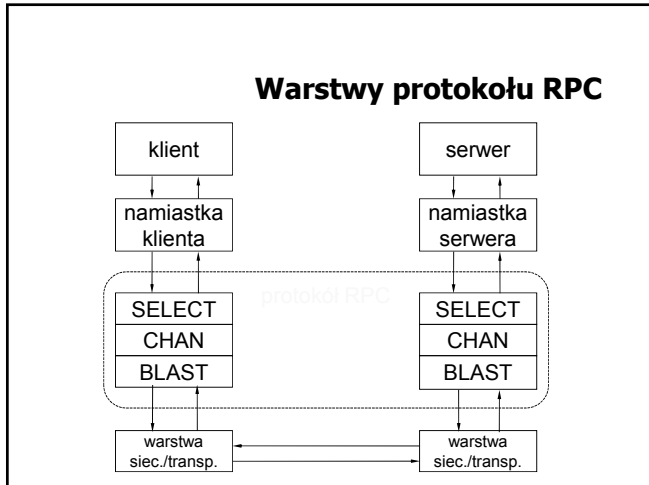 Warstwy protokołu RPC
klient
serwer
namiastka
klienta
namiastka
serwera
protokół RPC
SELECT
CHAN
BLAST
SELECT
CHAN
BLAST
warstwa
siec./transp.
warstwa
siec./transp.